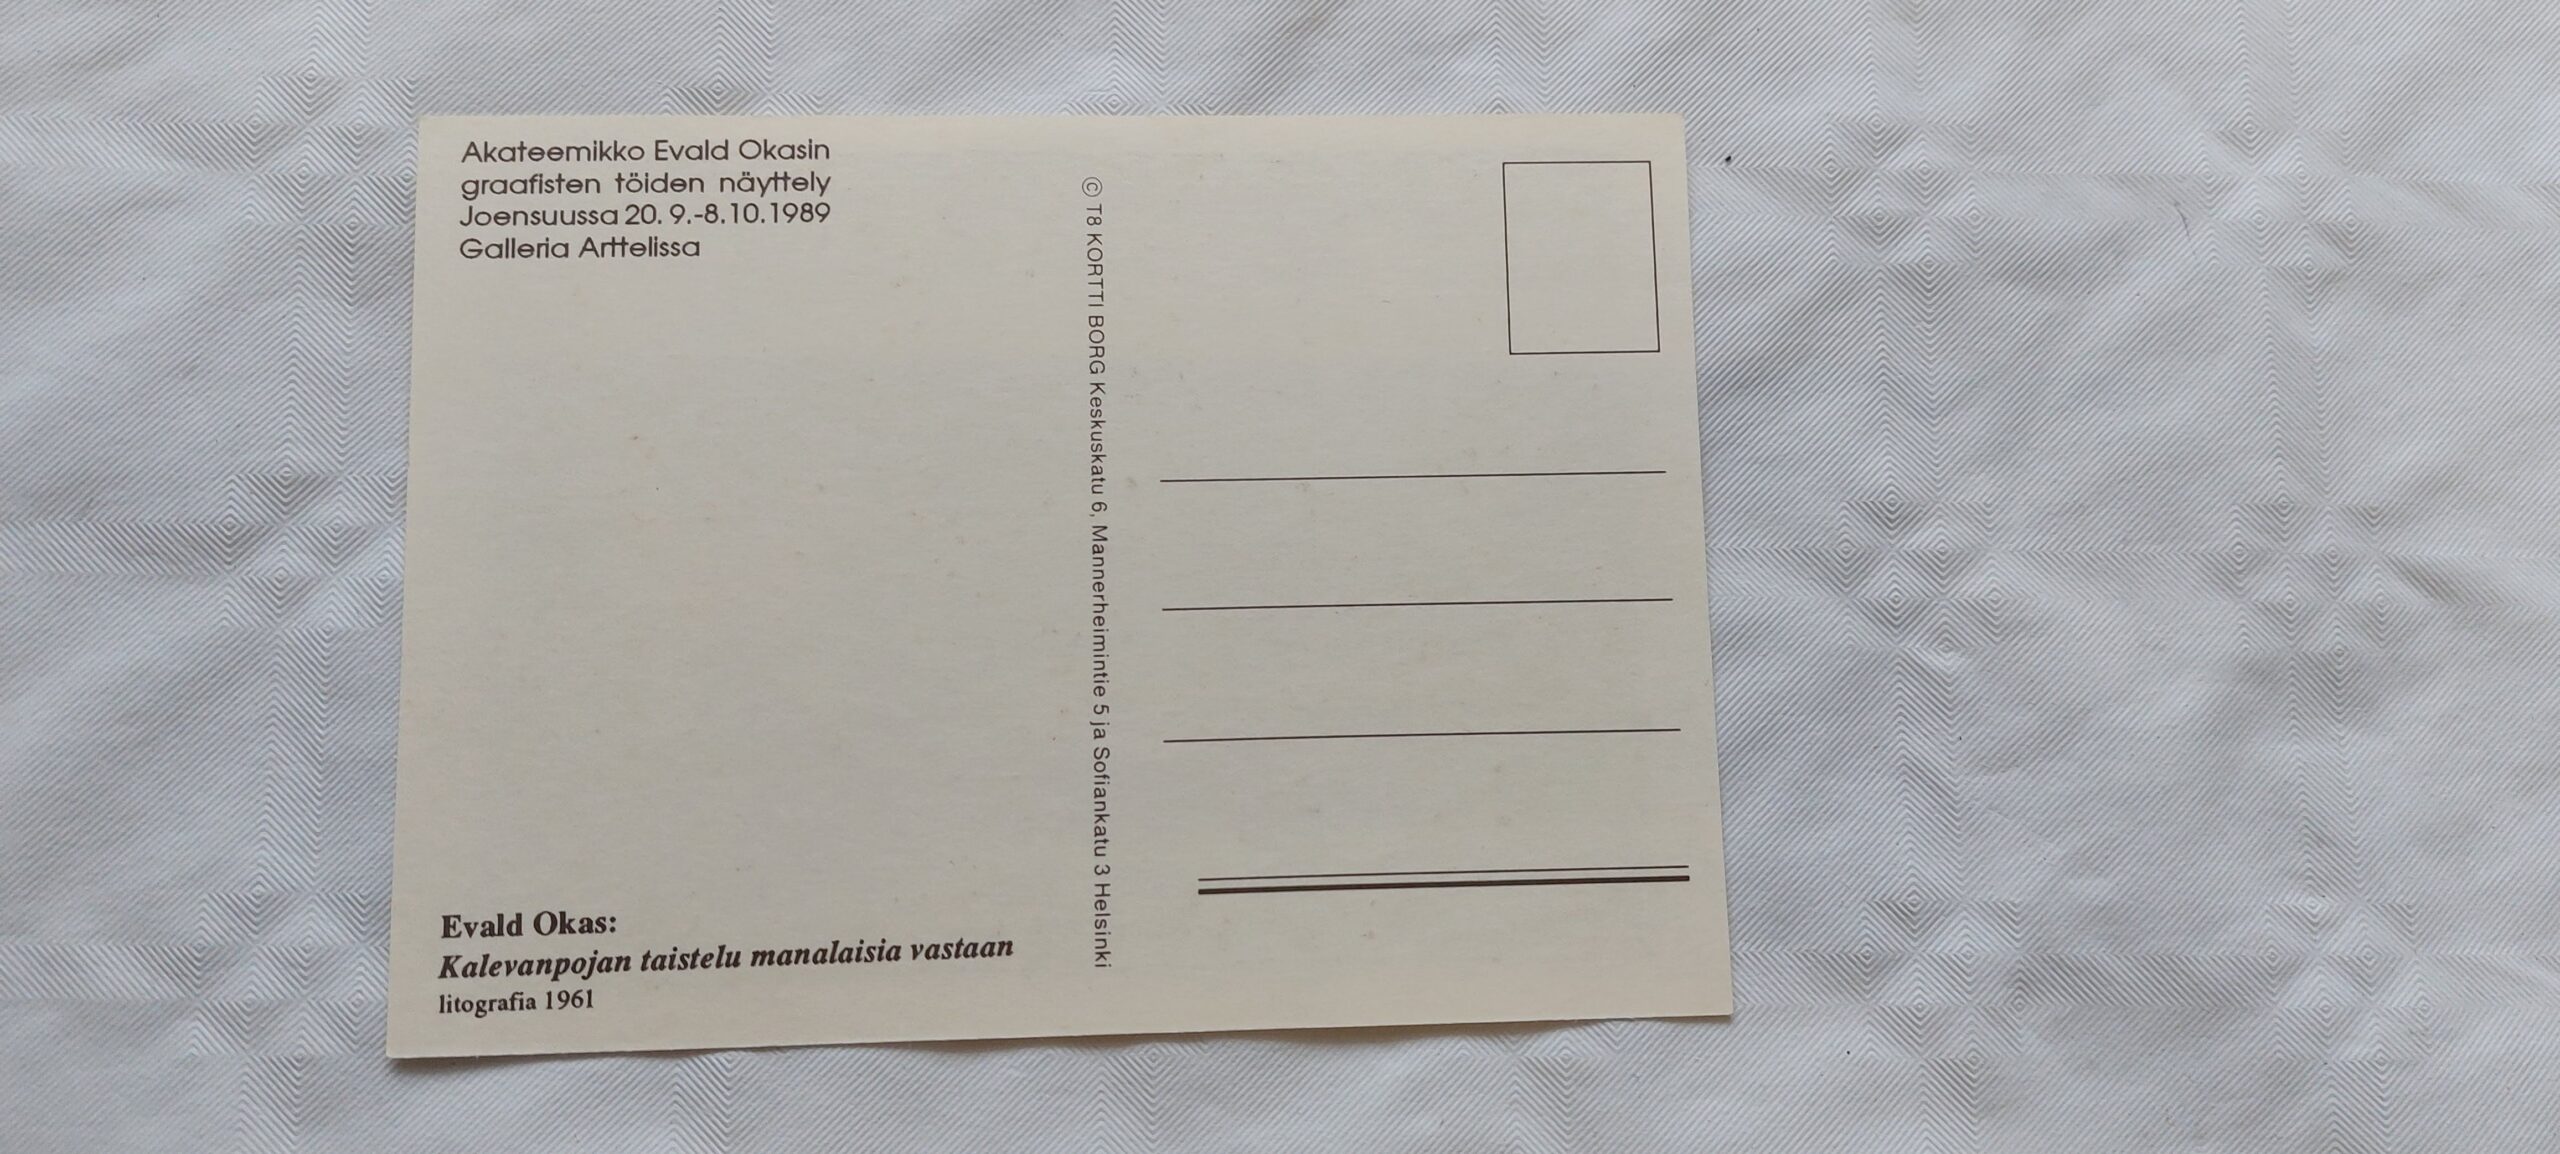 Akateemikko Evald Okasin
graafisten töiden näyttely
Joensuussa 20. 9.-8.10.1989
Galleria Arttelissa
Evald Okas:
Kalevanpojan taistelu manalaisia vastaan
litografia 1961
© T8 KORTTI BORG Keskuskatu 6, Mannerheimintie 5 ja Sofiankatu 3 Helsinki